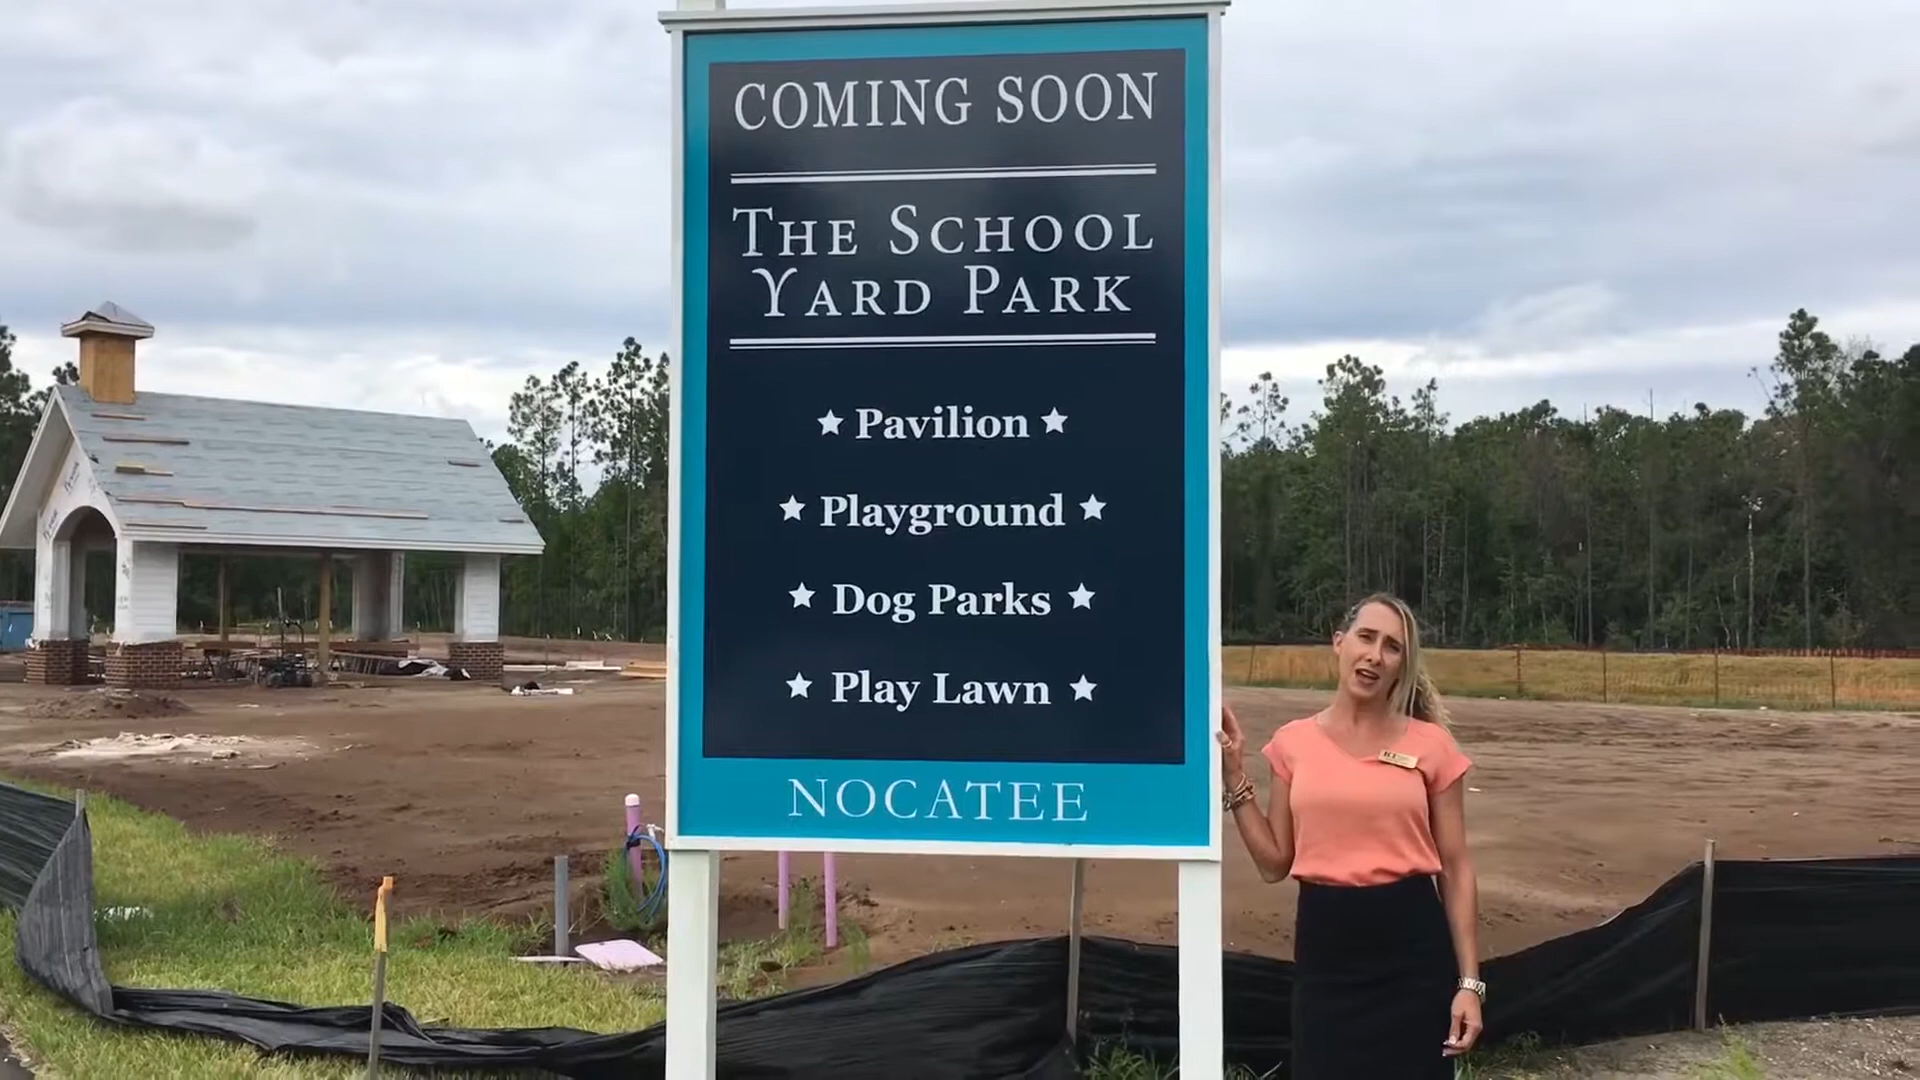 COMING SOON
THE SCHOOL
YARD PARK
★ Pavilion ★
★ Playground ★
★ Dog Parks ★
★ Play Lawn ★
NOCATEE